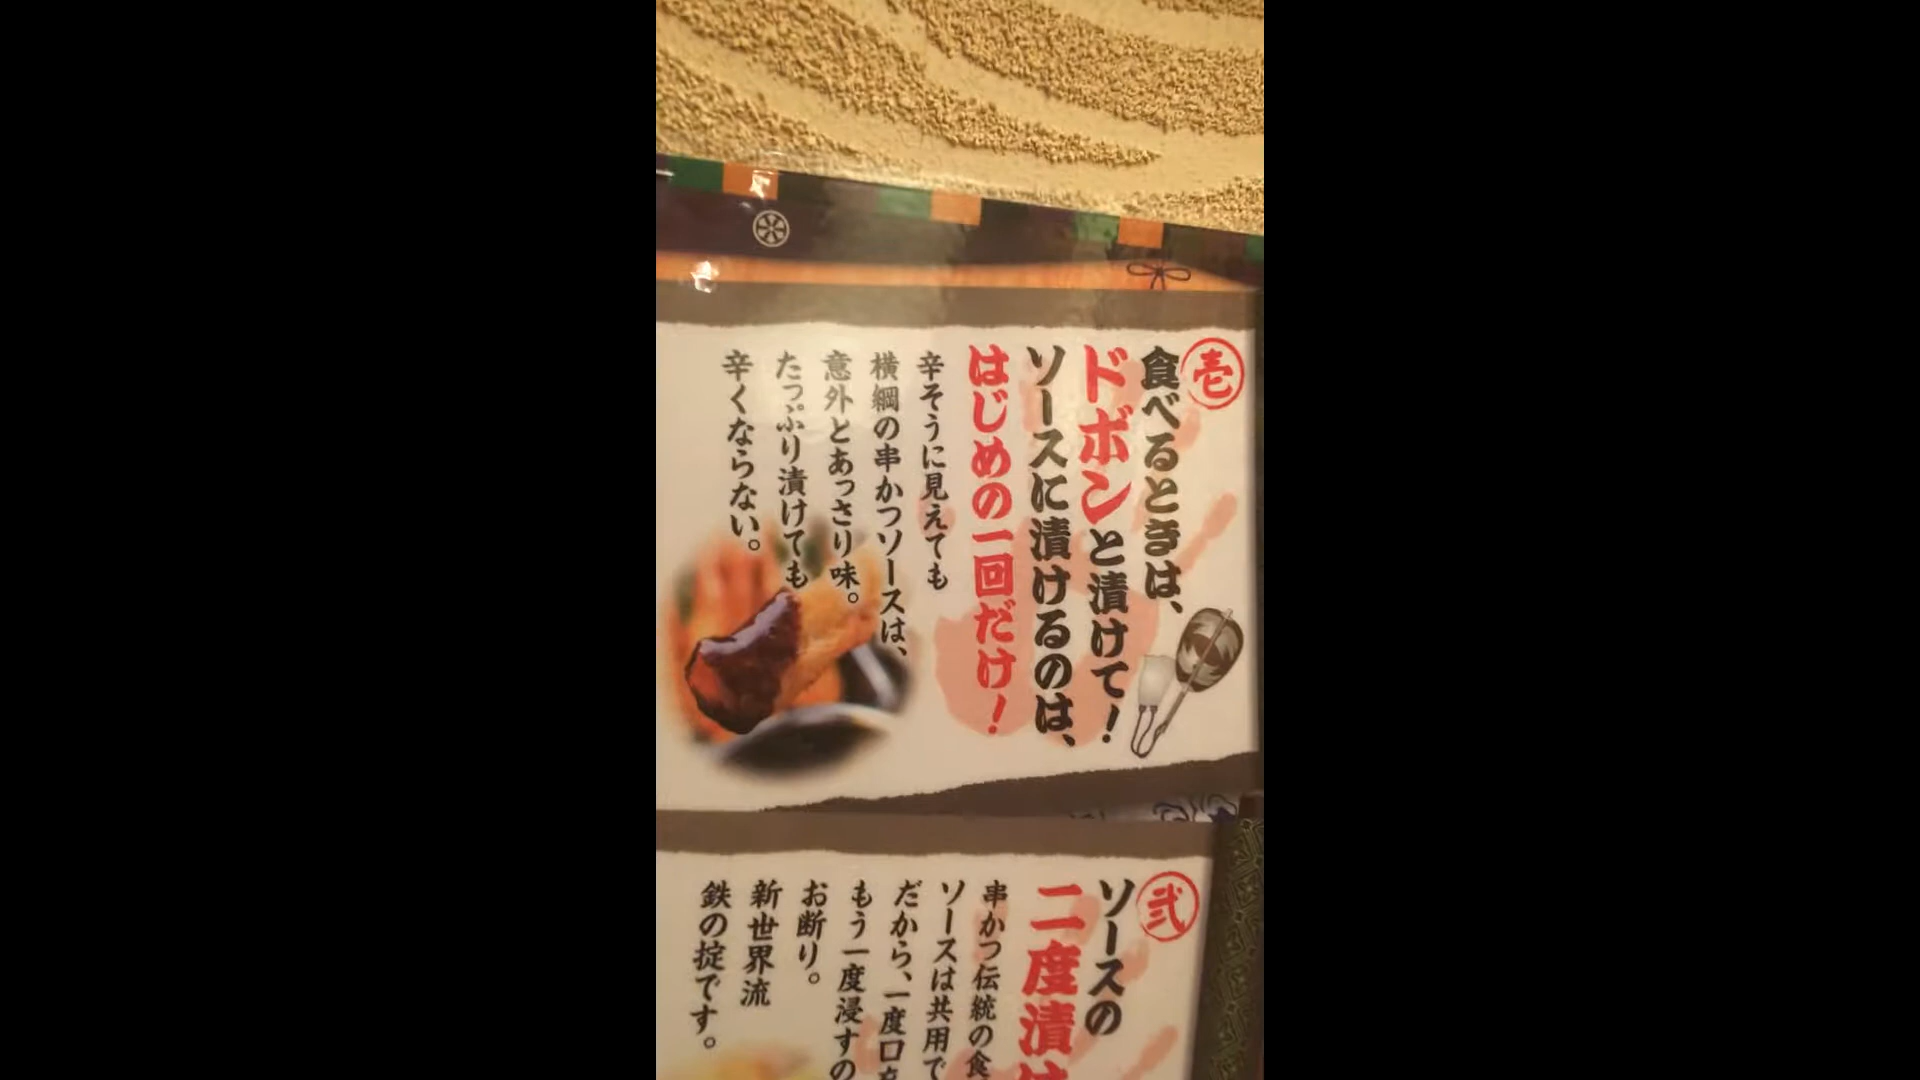 壱
食べるときは、
ドボンと漬けて！
ソースに漬けるのは、
はじめの一回だけ！
辛そうに見えても
横綱の串かつソースは、
意外とあっさり味。
たっぷり漬けても
辛くならない。
弐
ソースの
二度漬け
串かつ伝統の食
ソースは共用で
だから、一度口
もう一度浸すの
お断り。
新世界流
鉄の掟です。